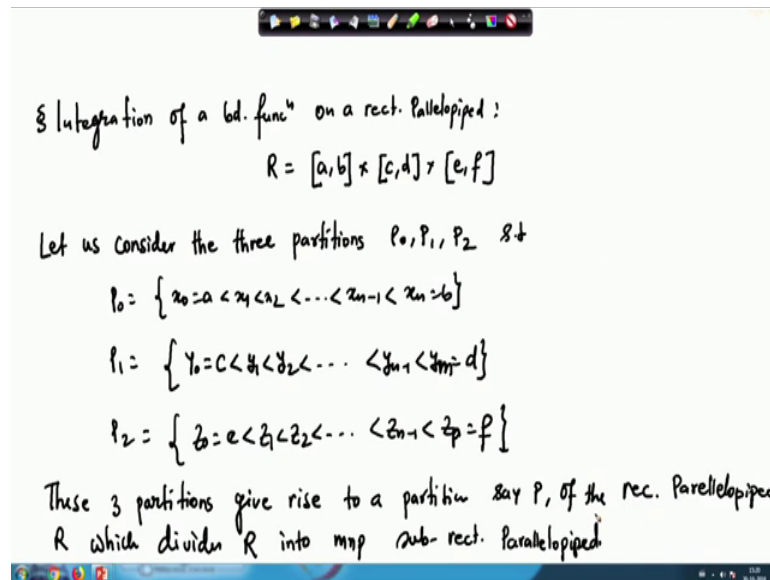 § Integration of a bd. funcⁿ on a rect. Pallelopiped :
R = [a,b] × [c,d] × [e,f]
Let us consider the three partitions P₀, P₁, P₂ s.t
P₀ = { x₀=a < x₁ < x₂ < --- < xₙ₋₁ < xₙ=b }
P₁ = { y₀=c < y₁ < y₂ < --- < yₙ₋₁ < yₘ=d }
P₂ = { z₀=e < z₁ < z₂ < --- < zₙ₋₁ < zₚ=f }
These 3 partitions give rise to a partition say P, of the rec. Parellelopiped
R which divides R into mnp sub-rect. Parallelopiped.